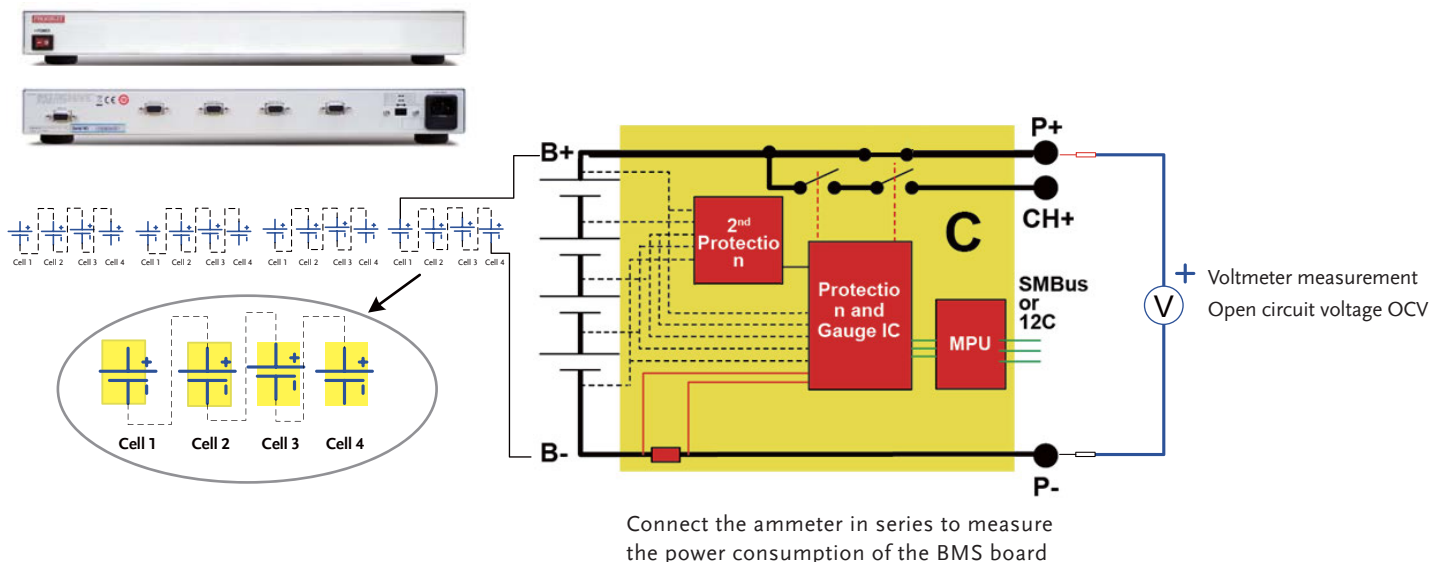 POWER
CE
B+
P+
CH+
C
2nd
Protectio
n
Protectio
n and
Gauge IC
MPU
SMBus
or
12C
+ Voltmeter measurement
V
Open circuit voltage OCV
Cell 1 Cell 2 Cell 3 Cell 4 Cell 1 Cell 2 Cell 3 Cell 4 Cell 1 Cell 2 Cell 3 Cell 4 Cell 1 Cell 2 Cell 3 Cell 4
Cell 1 Cell 2 Cell 3 Cell 4
B-
P-
Connect the ammeter in series to measure
the power consumption of the BMS board